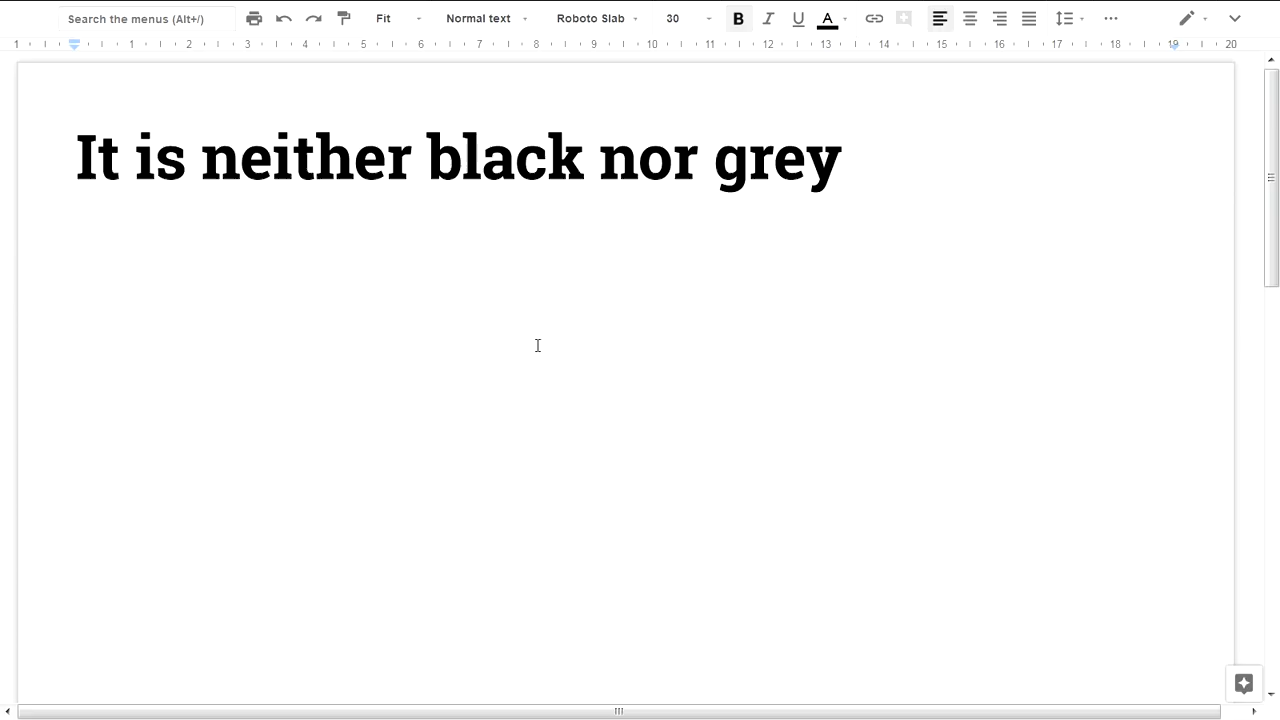 Search the menus (Alt+/) Fit Normal text Roboto Slab 30 B I U A
1 1 2 3 4 5 6 7 8 9 10 11 12 13 14 15 16 17 18 19 20
It is neither black nor grey